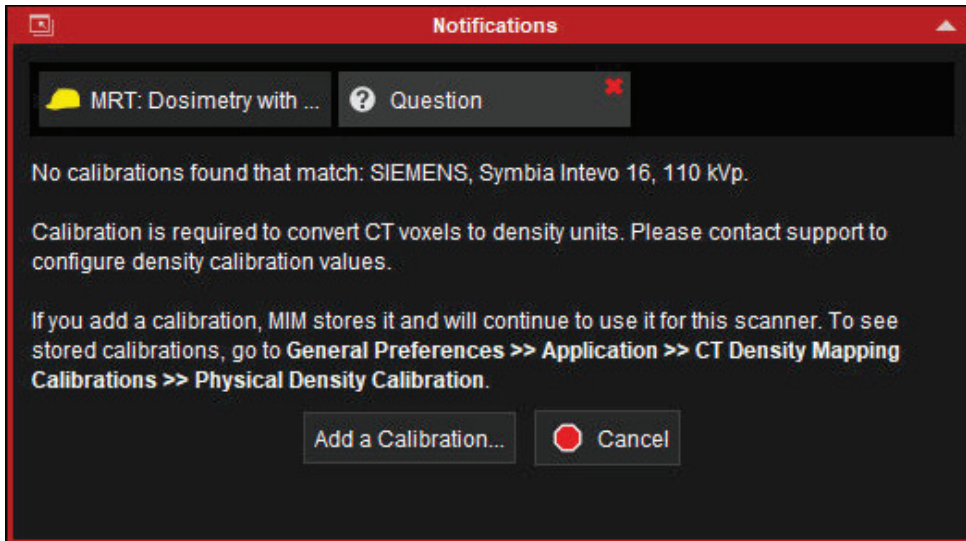 Notifications
MRT: Dosimetry with ...
Question
No calibrations found that match: SIEMENS, Symbia Intevo 16, 110 kVp.
Calibration is required to convert CT voxels to density units. Please contact support to
configure density calibration values.
If you add a calibration, MIM stores it and will continue to use it for this scanner. To see
stored calibrations, go to General Preferences >> Application >> CT Density Mapping
Calibrations >> Physical Density Calibration.
Add a Calibration...
Cancel